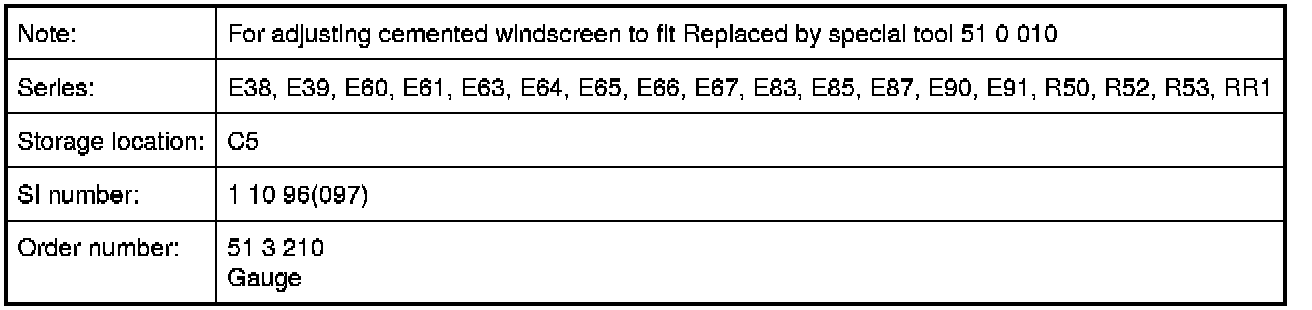 Note: For adjusting cemented windscreen to fit Replaced by special tool 51 0 010
Series: E38, E39, E60, E61, E63, E64, E65, E66, E67, E83, E85, E87, E90, E91, R50, R52, R53, RR1
Storage location: C5
SI number: 1 10 96(097)
Order number: 51 3 210
Gauge